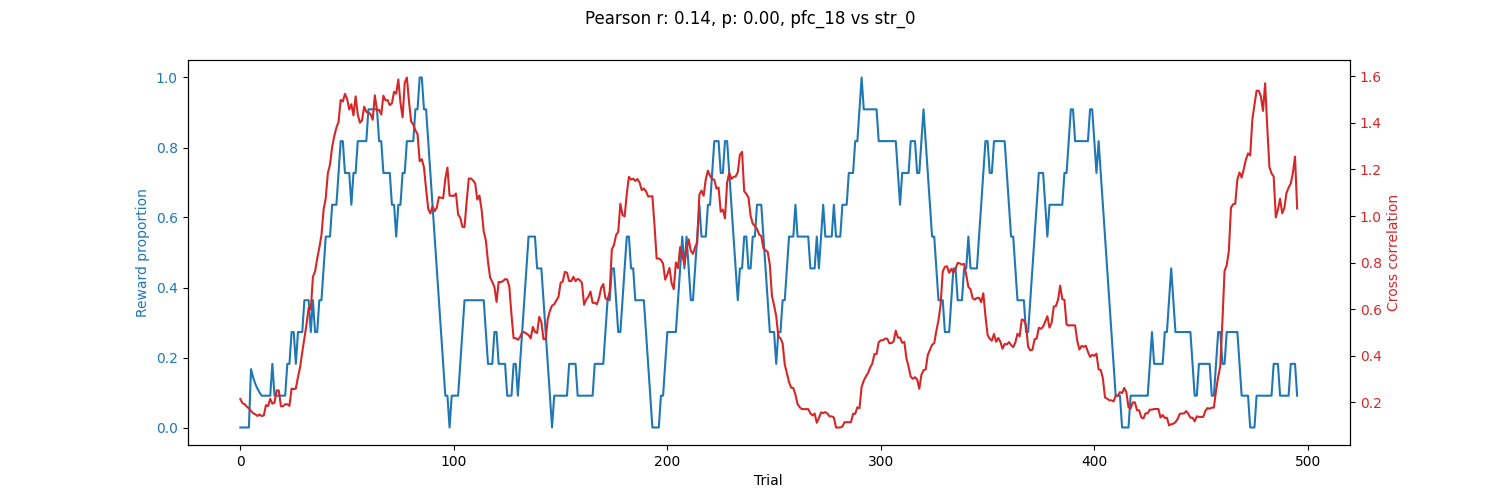 Pearson r: 0.14, p: 0.00, pfc_18 vs str_0
1.0
0.8
0.6
0.4
0.2
0.0
Reward proportion
1.6
1.4
1.2
1.0
0.8
0.6
0.4
0.2
Cross correlation
0 100 200 300 400 500
Trial